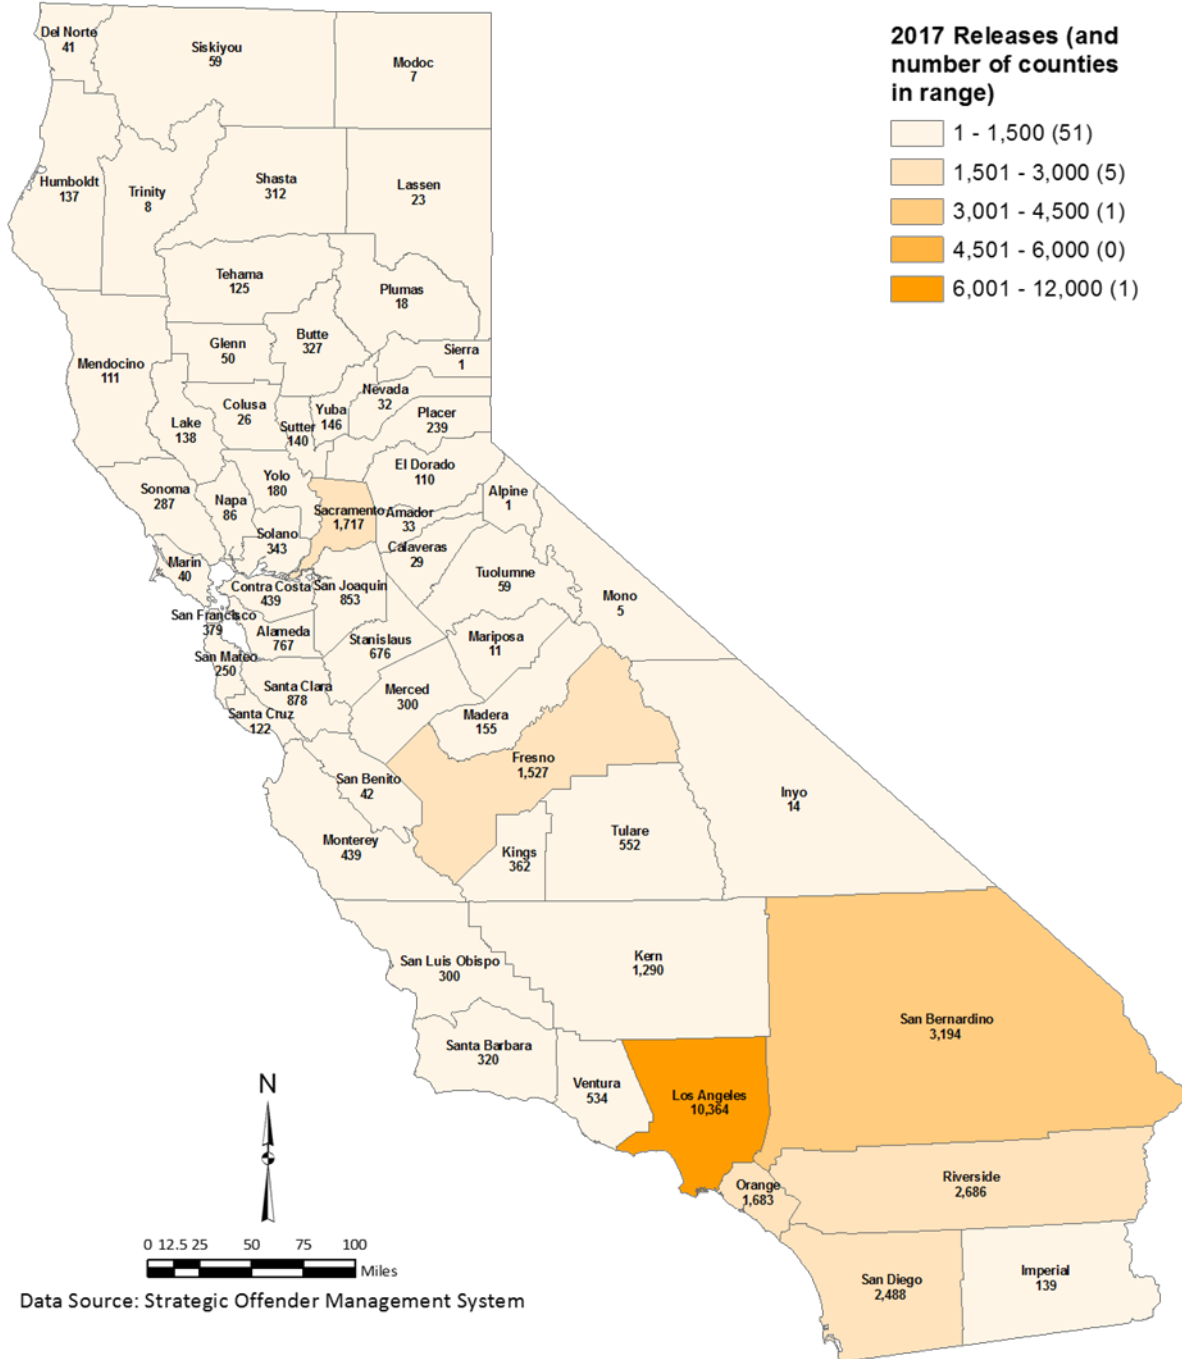 2017 Releases (and
number of counties
in range)
1 - 1,500 (51)
1,501 - 3,000 (5)
3,001 - 4,500 (1)
4,501 - 6,000 (0)
6,001 - 12,000 (1)
Del Norte
41
Siskiyou
59
Modoc
7
Humboldt
137
Trinity
8
Shasta
312
Lassen
23
Tehama
125
Plumas
18
Mendocino
111
Glenn
50
Butte
327
Sierra
1
Lake
138
Colusa
26
Sutter
140
Yuba
146
Nevada
32
Placer
239
Sonoma
287
Napa
86
Yolo
180
El Dorado
110
Alpine
1
Sacramento
1,717
Amador
33
Solano
343
Calaveras
29
Marin
40
Contra Costa
439
San Joaquin
853
Tuolumne
59
Mono
5
San Francisco
379
Alameda
767
Stanislaus
676
Mariposa
11
San Mateo
250
Santa Clara
878
Merced
300
Santa Cruz
122
Madera
155
Fresno
1,527
San Benito
42
Inyo
14
Monterey
439
Kings
362
Tulare
552
San Luis Obispo
300
Kern
1,290
San Bernardino
3,194
Santa Barbara
320
Ventura
534
Los Angeles
10,364
Orange
1,683
Riverside
2,686
San Diego
2,488
Imperial
139
N
0 12.5 25 50 75 100
Miles
Data Source: Strategic Offender Management System